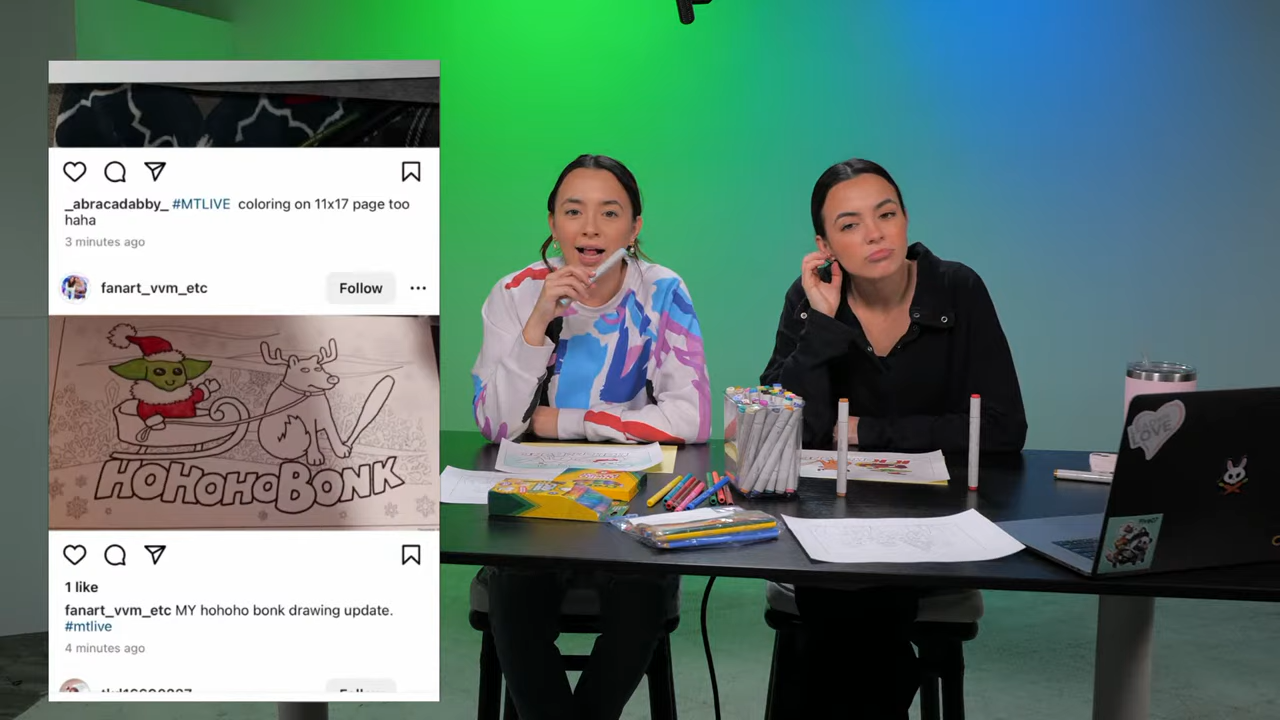 _abracadabby_ #MTLIVE coloring on 11x17 page too
haha
3 minutes ago
fanart_vvm_etc
Follow
HOHOHOBONK
1 like
fanart_vvm_etc MY hohoho bonk drawing update.
#mtlive
4 minutes ago
LOVE